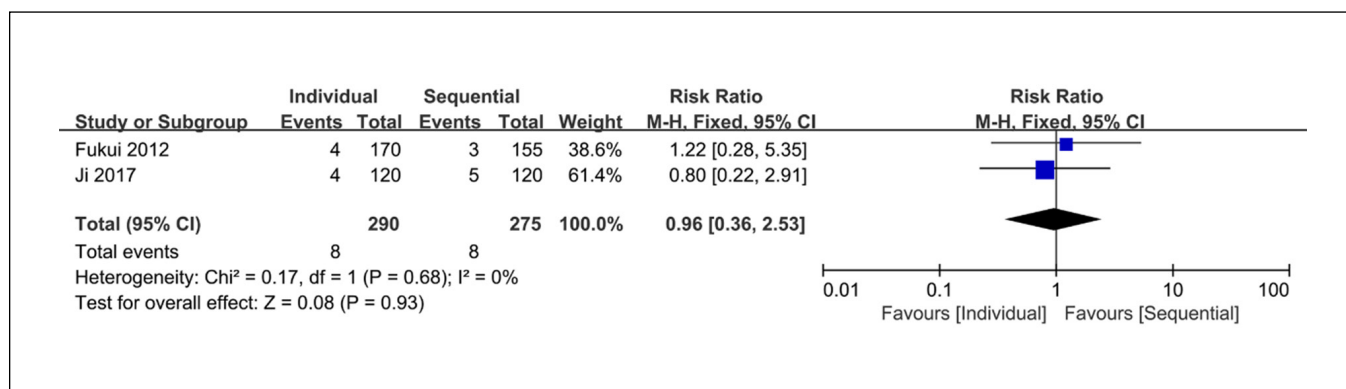 Individual Sequential Risk Ratio Risk Ratio
Study or Subgroup Events Total Events Total Weight M-H, Fixed, 95% CI M-H, Fixed, 95% CI
Fukui 2012 4 170 3 155 38.6% 1.22 [0.28, 5.35]
Ji 2017 4 120 5 120 61.4% 0.80 [0.22, 2.91]
Total (95% CI) 290 275 100.0% 0.96 [0.36, 2.53]
Total events 8 8
Heterogeneity: Chi² = 0.17, df = 1 (P = 0.68); I² = 0%
Test for overall effect: Z = 0.08 (P = 0.93)
0.01 0.1 1 10 100
Favours [Individual] Favours [Sequential]